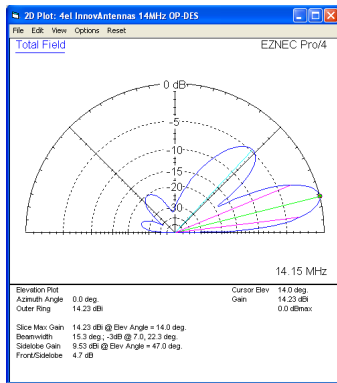 2D Plot: 4el InnovAntennas 14MHz OP-DES
File Edit View Options Reset
Total Field
EZNEC Pro/4
0 dB
-5
-10
-15
-20
-30
14.15 MHz
Elevation Plot
Azimuth Angle 0.0 deg.
Outer Ring 14.23 dBi
Cursor Elev 14.0 deg.
Gain 14.23 dBi
0.0 dBmax
Slice Max Gain 14.23 dBi @ Elev Angle = 14.0 deg.
Beamwidth 15.3 deg.; -3dB @ 7.0, 22.3 deg.
Sidelobe Gain 9.53 dBi @ Elev Angle = 47.0 deg.
Front/Sidelobe 4.7 dB